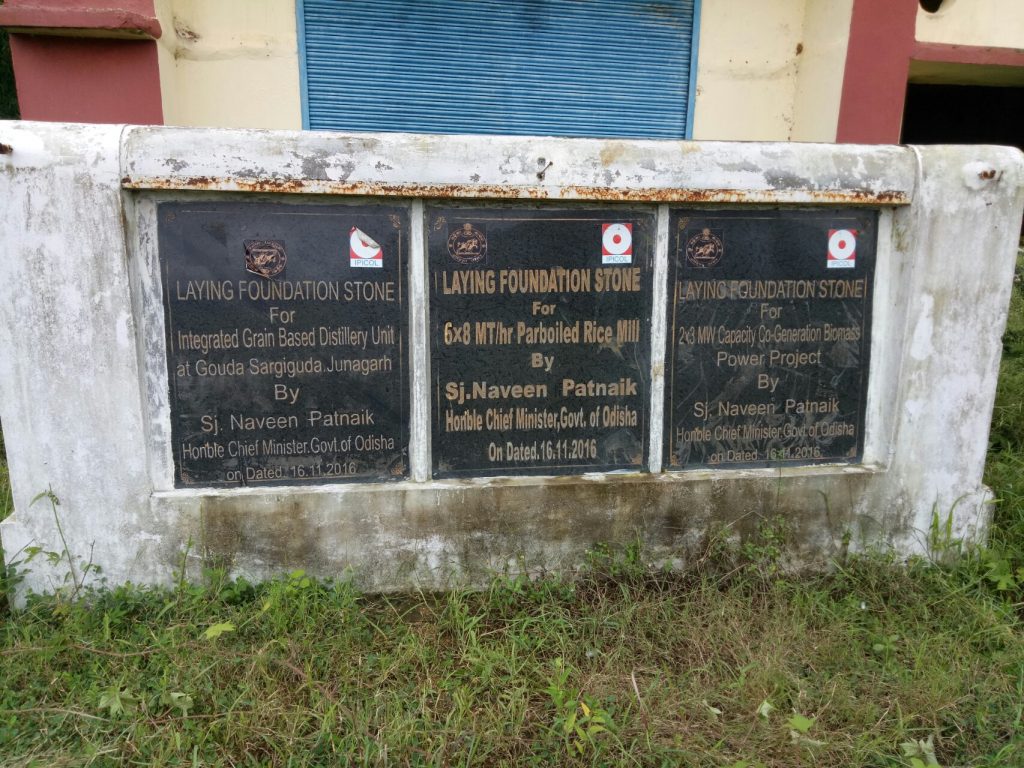 IPICOL
LAYING FOUNDATION STONE
For
Integrated Grain Based Distillery Unit
at Gouda Sargiguda.Junagarh
By
Sj. Naveen Patnaik
Hon'ble Chief Minister.Govt.of Odisha
on Dated.16.11.2016
IPICOL
LAYING FOUNDATION STONE
For
6×8 MT/hr Parboiled Rice Mill
By
Sj.Naveen Patnaik
Hon'ble Chief Minister,Govt. of Odisha
On Dated.16.11.2016
IPICOL
LAYING FOUNDATION STONE
For
2x3 MW Capacity Co-Generation Biomass
Power Project
By
Sj. Naveen Patnaik
Hon'ble Chief Minister.Govt.of Odisha
on Dated. 16.11.2016